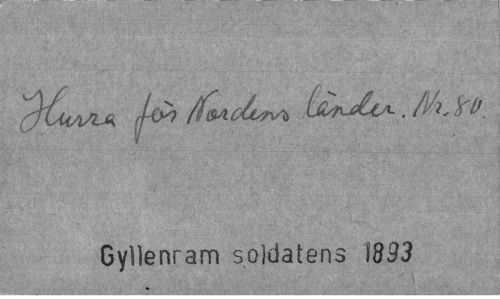 Hurra för Nordens länder. Nr. 80.
Gyllenram soldatens 1893